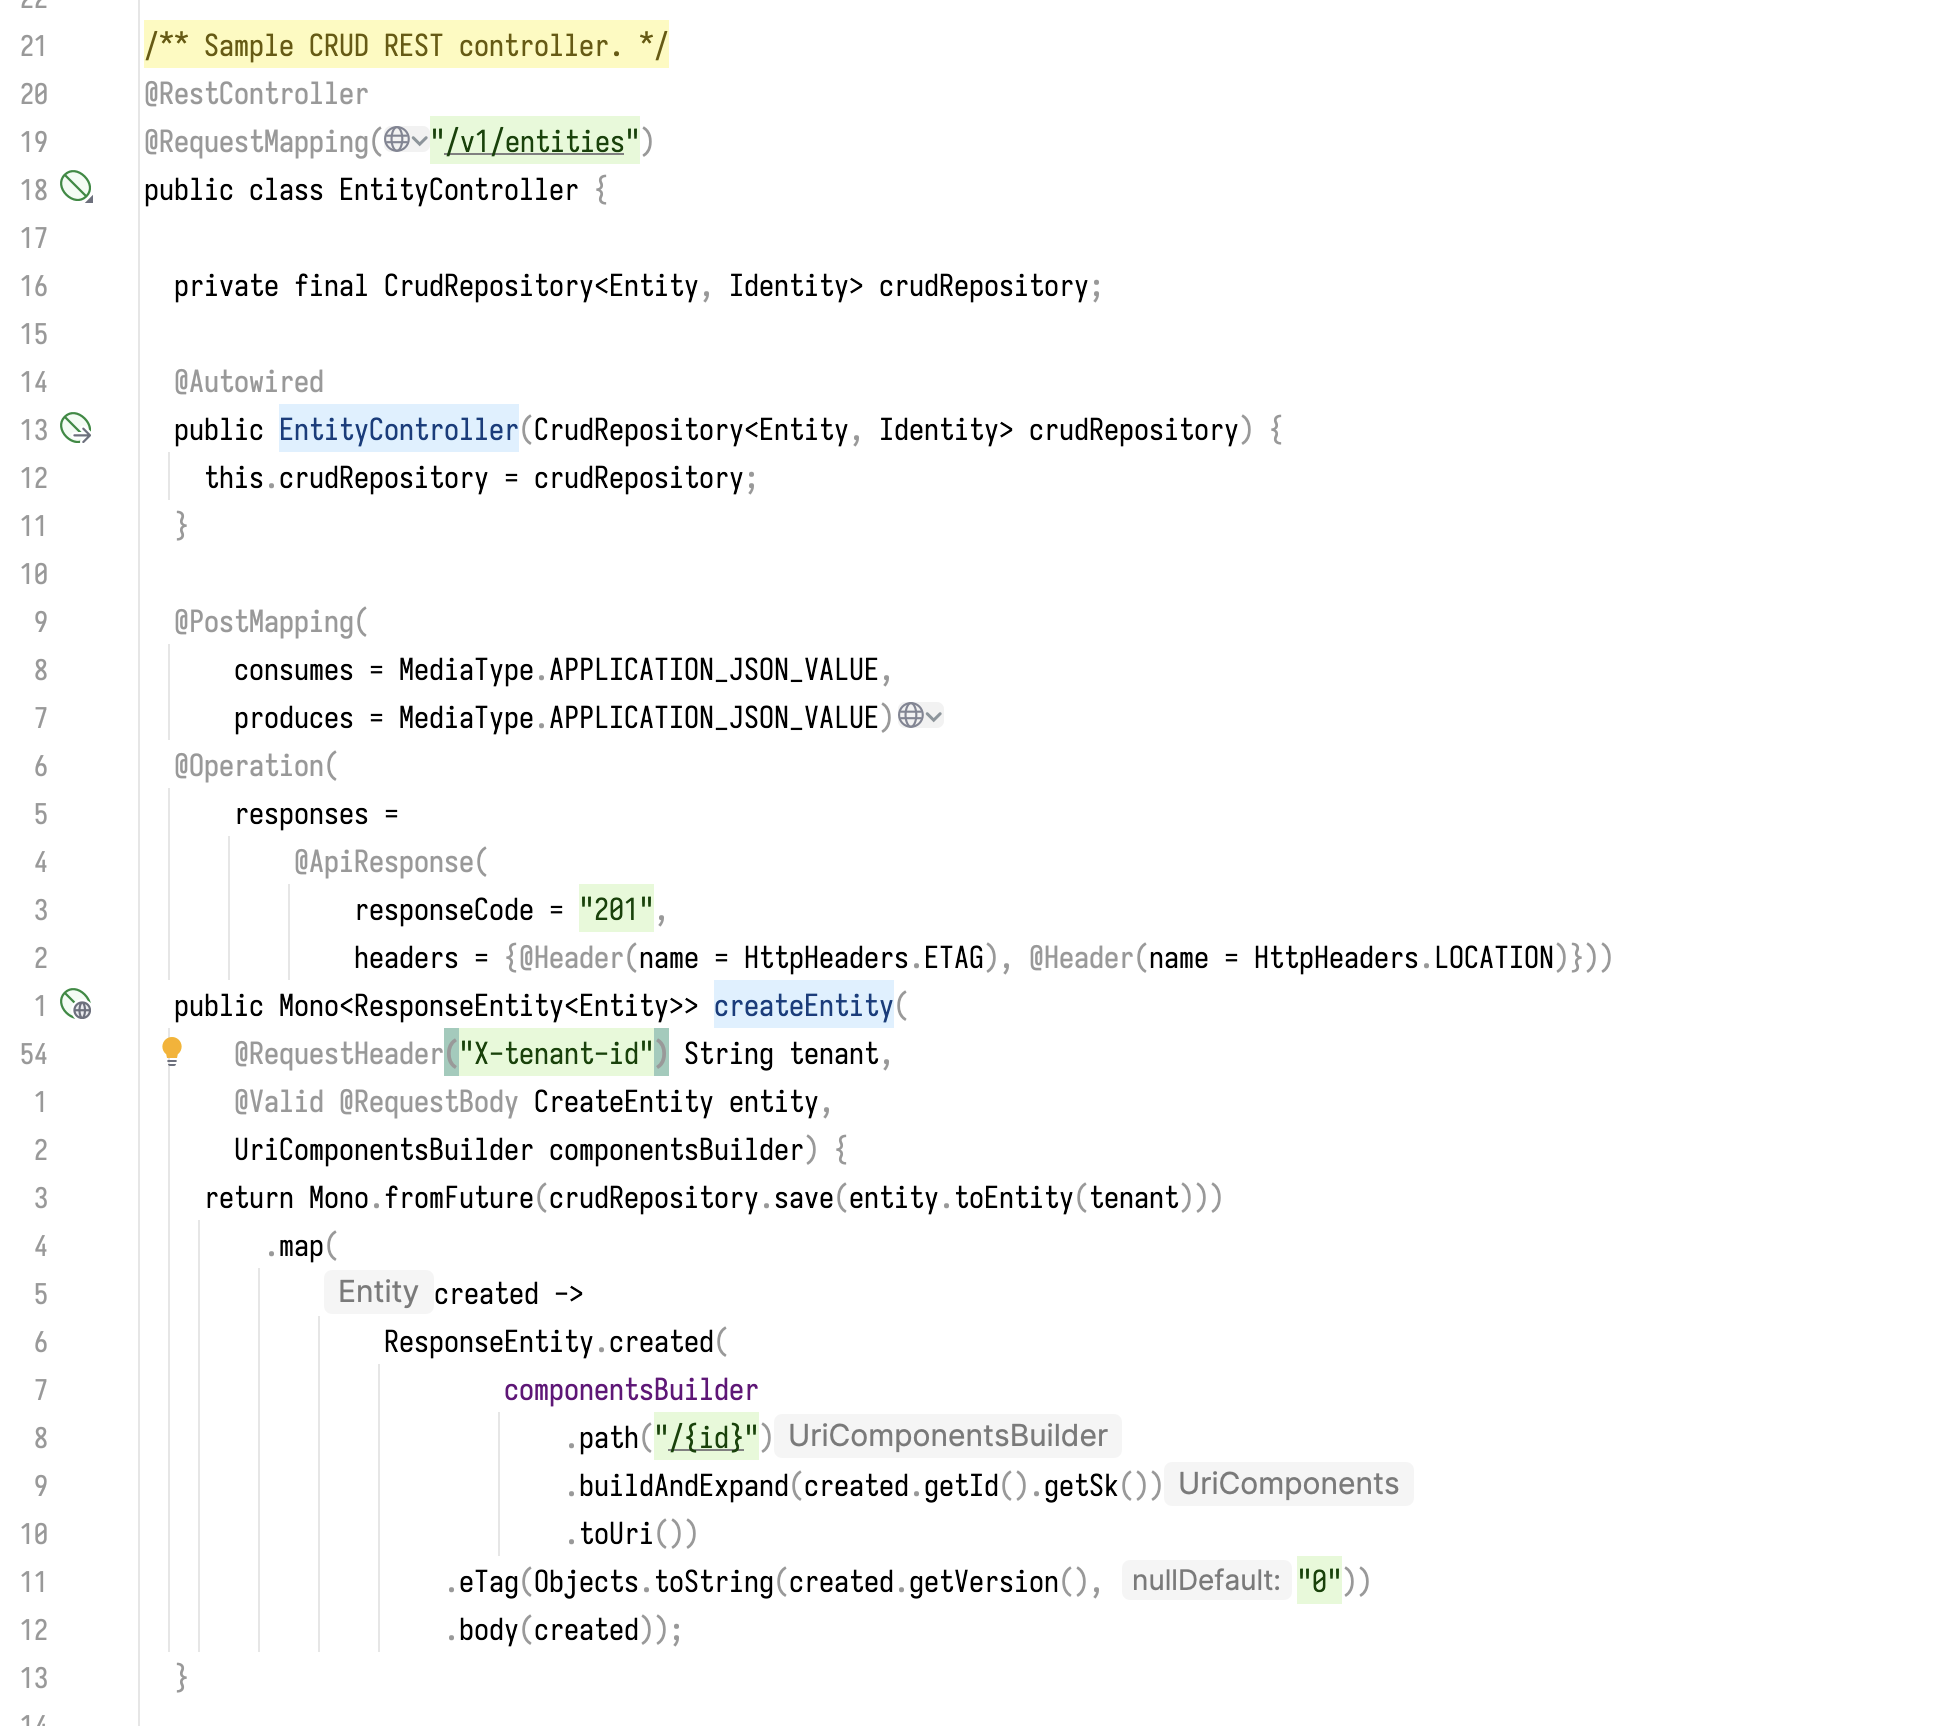 22
21 /** Sample CRUD REST controller. */
20 @RestController
19 @RequestMapping("/v1/entities")
18 public class EntityController {
17
16 private final CrudRepository<Entity, Identity> crudRepository;
15
14 @Autowired
13 public EntityController(CrudRepository<Entity, Identity> crudRepository) {
12 this.crudRepository = crudRepository;
11 }
10
9 @PostMapping(
8 consumes = MediaType.APPLICATION_JSON_VALUE,
7 produces = MediaType.APPLICATION_JSON_VALUE)
6 @Operation(
5 responses =
4 @ApiResponse(
3 responseCode = "201",
2 headers = {@Header(name = HttpHeaders.ETAG), @Header(name = HttpHeaders.LOCATION)}))
1 public Mono<ResponseEntity<Entity>> createEntity(
54 @RequestHeader("X-tenant-id") String tenant,
1 @Valid @RequestBody CreateEntity entity,
2 UriComponentsBuilder componentsBuilder) {
3 return Mono.fromFuture(crudRepository.save(entity.toEntity(tenant)))
4 .map(
5 Entity created ->
6 ResponseEntity.created(
7 componentsBuilder
8 .path("/{id}") UriComponentsBuilder
9 .buildAndExpand(created.getId().getSk()) UriComponents
10 .toUri())
11 .eTag(Objects.toString(created.getVersion(), nullDefault: "0"))
12 .body(created));
13 }
14